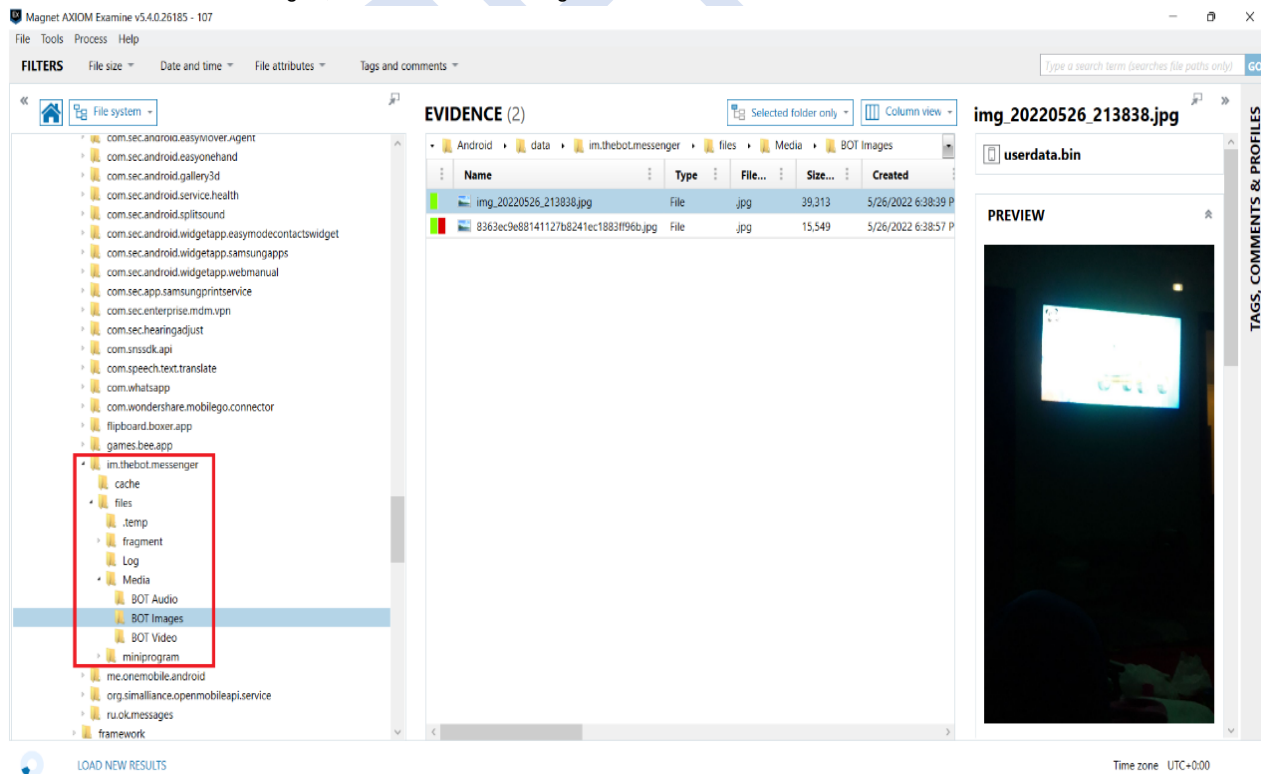 Magnet AXIOM Examine v5.4.0.26185 - 107
File Tools Process Help
FILTERS File size Date and time File attributes Tags and comments
Type a search term (searches file paths only) GO
File system
com.sec.android.easyMover.Agent
com.sec.android.easyonehand
com.sec.android.gallery3d
com.sec.android.service.health
com.sec.android.splitsound
com.sec.android.widgetapp.easymodecontactswidget
com.sec.android.widgetapp.samsungapps
com.sec.android.widgetapp.webmanual
com.sec.app.samsungprintservice
com.sec.enterprise.mdm.vpn
com.sec.hearingadjust
com.snssdk.api
com.speech.text.translate
com.whatsapp
com.wondershare.mobilego.connector
flipboard.boxer.app
games.bee.app
im.thebot.messenger
cache
files
.temp
fragment
Log
Media
BOT Audio
BOT Images
BOT Video
miniprogram
me.onemobile.android
org.simalliance.openmobileapi.service
ru.ok.messages
framework
EVIDENCE (2)
Selected folder only Column view
Android data im.thebot.messenger files Media BOT Images
Name Type File... Size... Created
img_20220526_213838.jpg File .jpg 39,313 5/26/2022 6:38:39 P
8363ec9e88141127b8241ec1883ff96b.jpg File .jpg 15,549 5/26/2022 6:38:57 P
img_20220526_213838.jpg
userdata.bin
PREVIEW
TAGS, COMMENTS & PROFILES
LOAD NEW RESULTS
Time zone UTC+0:00